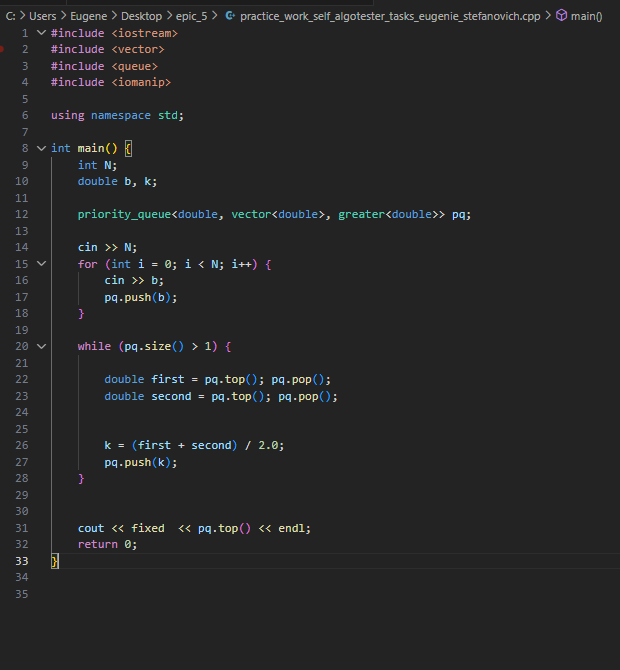 C: > Users > Eugene > Desktop > epic_5 > practice_work_self_algotester_tasks_eugenie_stefanovich.cpp > main()
1 #include <iostream>
2 #include <vector>
3 #include <queue>
4 #include <iomanip>
5
6 using namespace std;
7
8 int main() {
9     int N;
10     double b, k;
11
12     priority_queue<double, vector<double>, greater<double>> pq;
13
14     cin >> N;
15     for (int i = 0; i < N; i++) {
16         cin >> b;
17         pq.push(b);
18     }
19
20     while (pq.size() > 1) {
21
22         double first = pq.top(); pq.pop();
23         double second = pq.top(); pq.pop();
24
25
26         k = (first + second) / 2.0;
27         pq.push(k);
28     }
29
30
31     cout << fixed  << pq.top() << endl;
32     return 0;
33 }
34
35